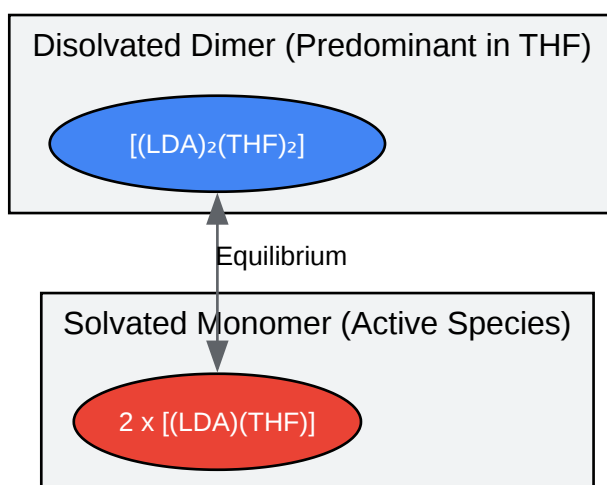 Disolvated Dimer (Predominant in THF)
[(LDA)₂(THF)₂]
Equilibrium
Solvated Monomer (Active Species)
2 x [(LDA)(THF)]